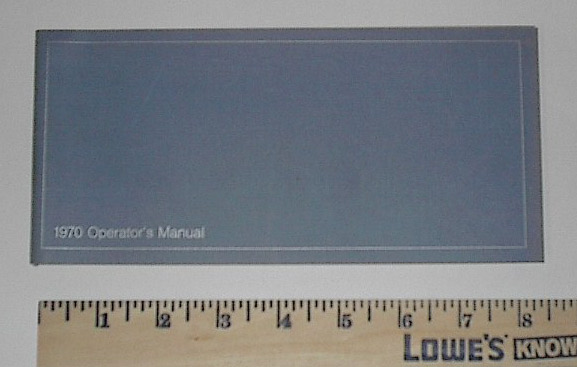 1970 Operator's Manual
1 2 3 4 5 6 7 8
LOWE'S KNOW